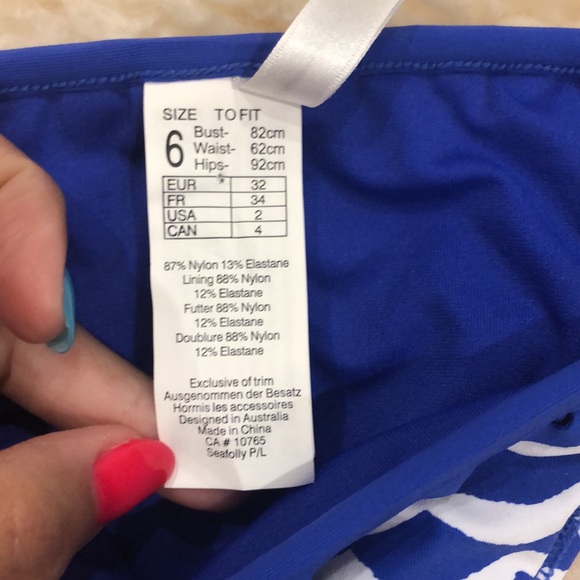 SIZE TO FIT
6 Bust- 82cm
Waist- 62cm
Hips- 92cm
EUR 32
FR 34
USA 2
CAN 4
87% Nylon 13% Elastane
Lining 88% Nylon
12% Elastane
Futter 88% Nylon
12% Elastane
Doublure 88% Nylon
12% Elastane
Exclusive of trim
Ausgenommen der Besatz
Hormis les accessoires
Designed in Australia
Made in China
CA # 10765
Seafolly P/L